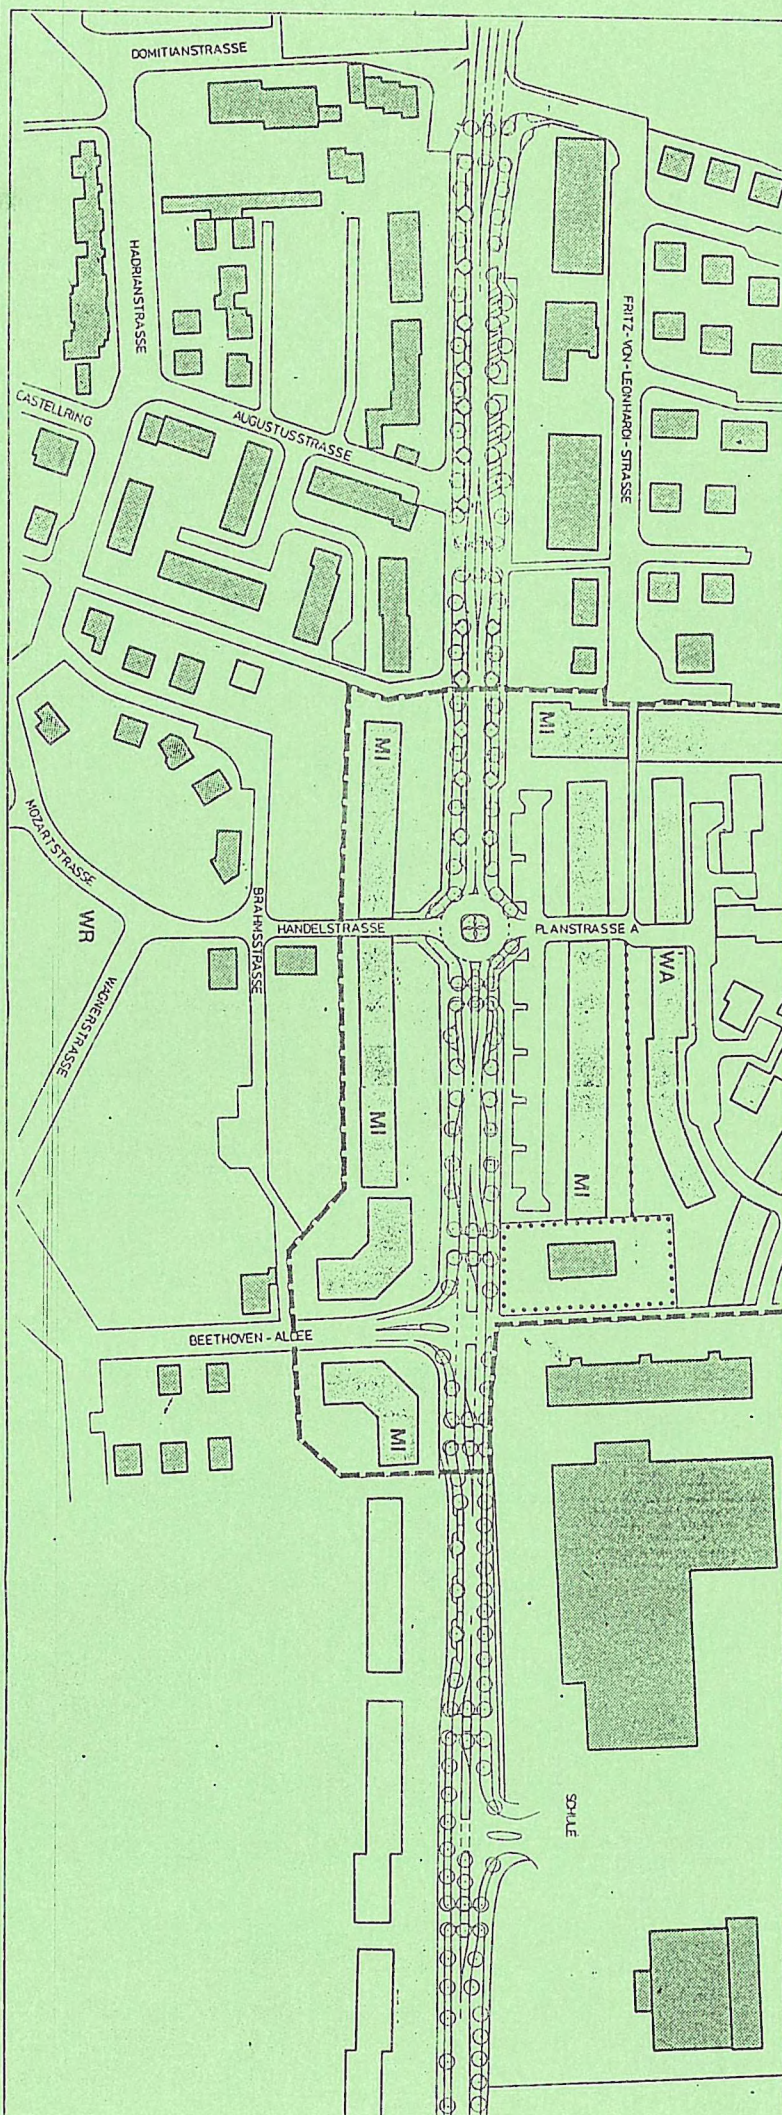 DOMITIANSTRASSE
HADRIANSTRASSE
FRITZ-VON-LEONHARDI-STRASSE
CASTELLRING
AUGUSTUSSTRASSE
MI
MI
MOZARTSTRASSE
WR
BRAHMSSTRASSE
HANDELSTRASSE
PLANSTRASSE A
WAGNERSTRASSE
WA
MI
MI
BEETHOVEN-ALLEE
MI
SCHULE